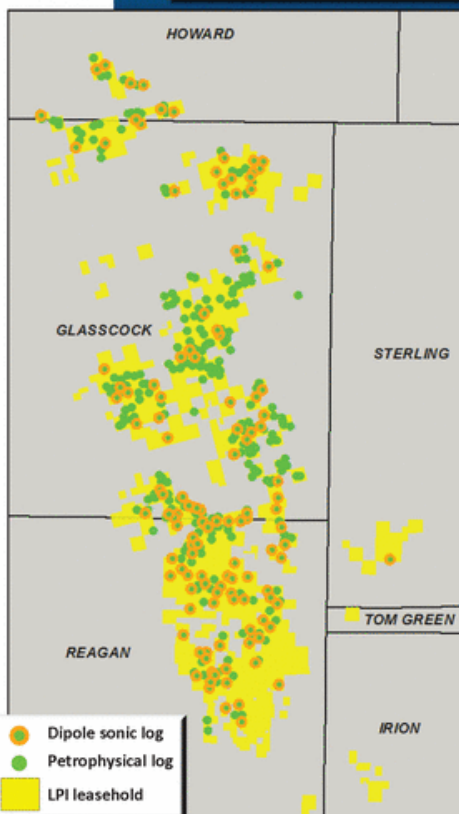 HOWARD
GLASSCOCK
STERLING
TOM GREEN
REAGAN
IRION
Dipole sonic log
Petrophysical log
LPI leasehold